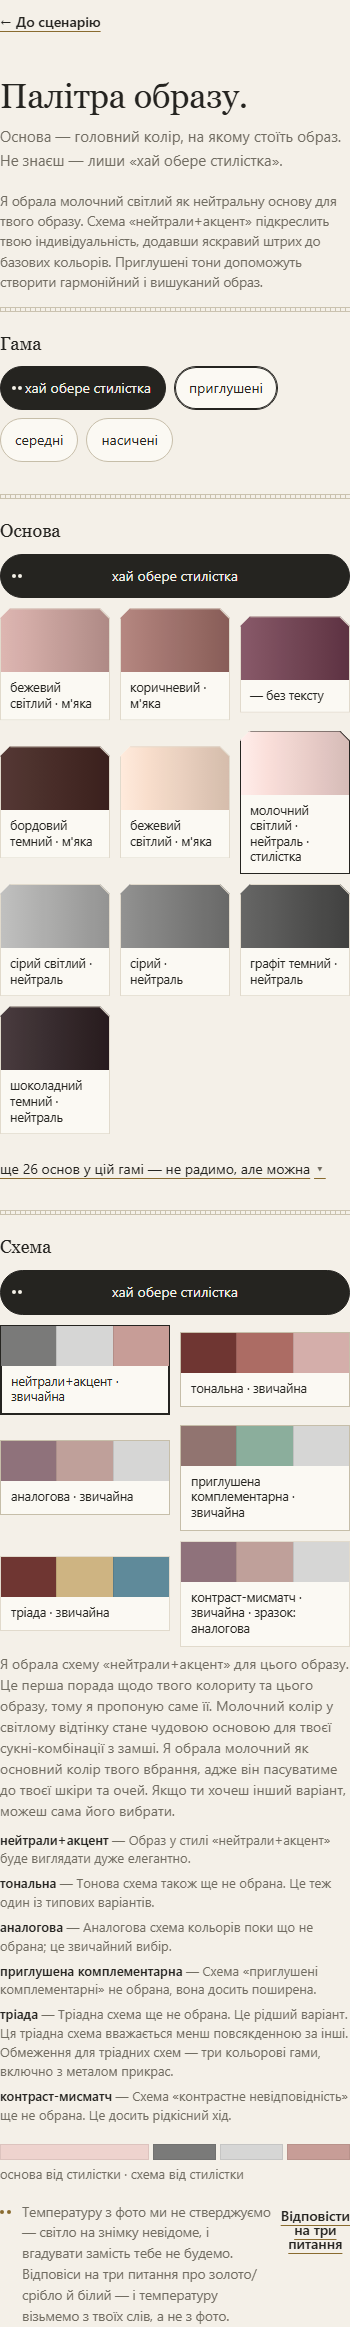 ← До сценарію
Палітра образу.
Основа — головний колір, на якому стоїть образ.
Не знаєш — лиши «хай обере стилістка».
Я обрала молочний світлий як нейтральну основу для
твого образу. Схема «нейтрали+акцент» підкреслить
твою індивідуальність, додавши яскравий штрих до
базових кольорів. Приглушені тони допоможуть
створити гармонійний і вишуканий образ.
Гама
хай обере стилістка
приглушені
середні
насичені
Основа
хай обере стилістка
бежевий
світлий · м'яка
коричневий ·
м'яка
— без тексту
бордовий
темний · м'яка
бежевий
світлий · м'яка
молочний
світлий ·
нейтраль ·
стилістка
сірий світлий ·
нейтраль
сірий ·
нейтраль
графіт темний ·
нейтраль
шоколадний
темний ·
нейтраль
ще 26 основ у цій гамі — не радимо, але можна ▾
Схема
хай обере стилістка
нейтрали+акцент ·
звичайна
тональна · звичайна
аналогова · звичайна
приглушена
комплементарна ·
звичайна
тріада · звичайна
контраст-мисматч ·
звичайна · зразок:
аналогова
Я обрала схему «нейтрали+акцент» для цього образу.
Це перша порада щодо твого колориту та цього
образу, тому я пропоную саме її. Молочний колір у
світлому відтінку стане чудовою основою для твоєї
сукні-комбінації з замші. Я обрала молочний як
основний колір твого вбрання, адже він пасуватиме
до твоєї шкіри та очей. Якщо ти хочеш інший варіант,
можеш сама його вибрати.
нейтрали+акцент — Образ у стилі «нейтрали+акцент»
буде виглядати дуже елегантно.
тональна — Тонова схема також ще не обрана. Це теж
один із типових варіантів.
аналогова — Аналогова схема кольорів поки що не
обрана; це звичайний вибір.
приглушена комплементарна — Схема «приглушені
комплементарні» не обрана, вона досить поширена.
тріада — Тріадна схема ще не обрана. Це рідший варіант.
Ця тріадна схема вважається менш повсякденною за інші.
Обмеження для тріадних схем — три кольорові гами,
включно з металом прикрас.
контраст-мисматч — Схема «контрастне невідповідність»
ще не обрана. Це досить рідкісний хід.
основа від стилістки · схема від стилістки
Температуру з фото ми не стверджуємо
— світло на знімку невідоме, і
вгадувати замість тебе не будемо.
Відповіси на три питання про золото/
срібло й білий — і температуру
візьмемо з твоїх слів, а не з фото.
Відповісти
на три
питання